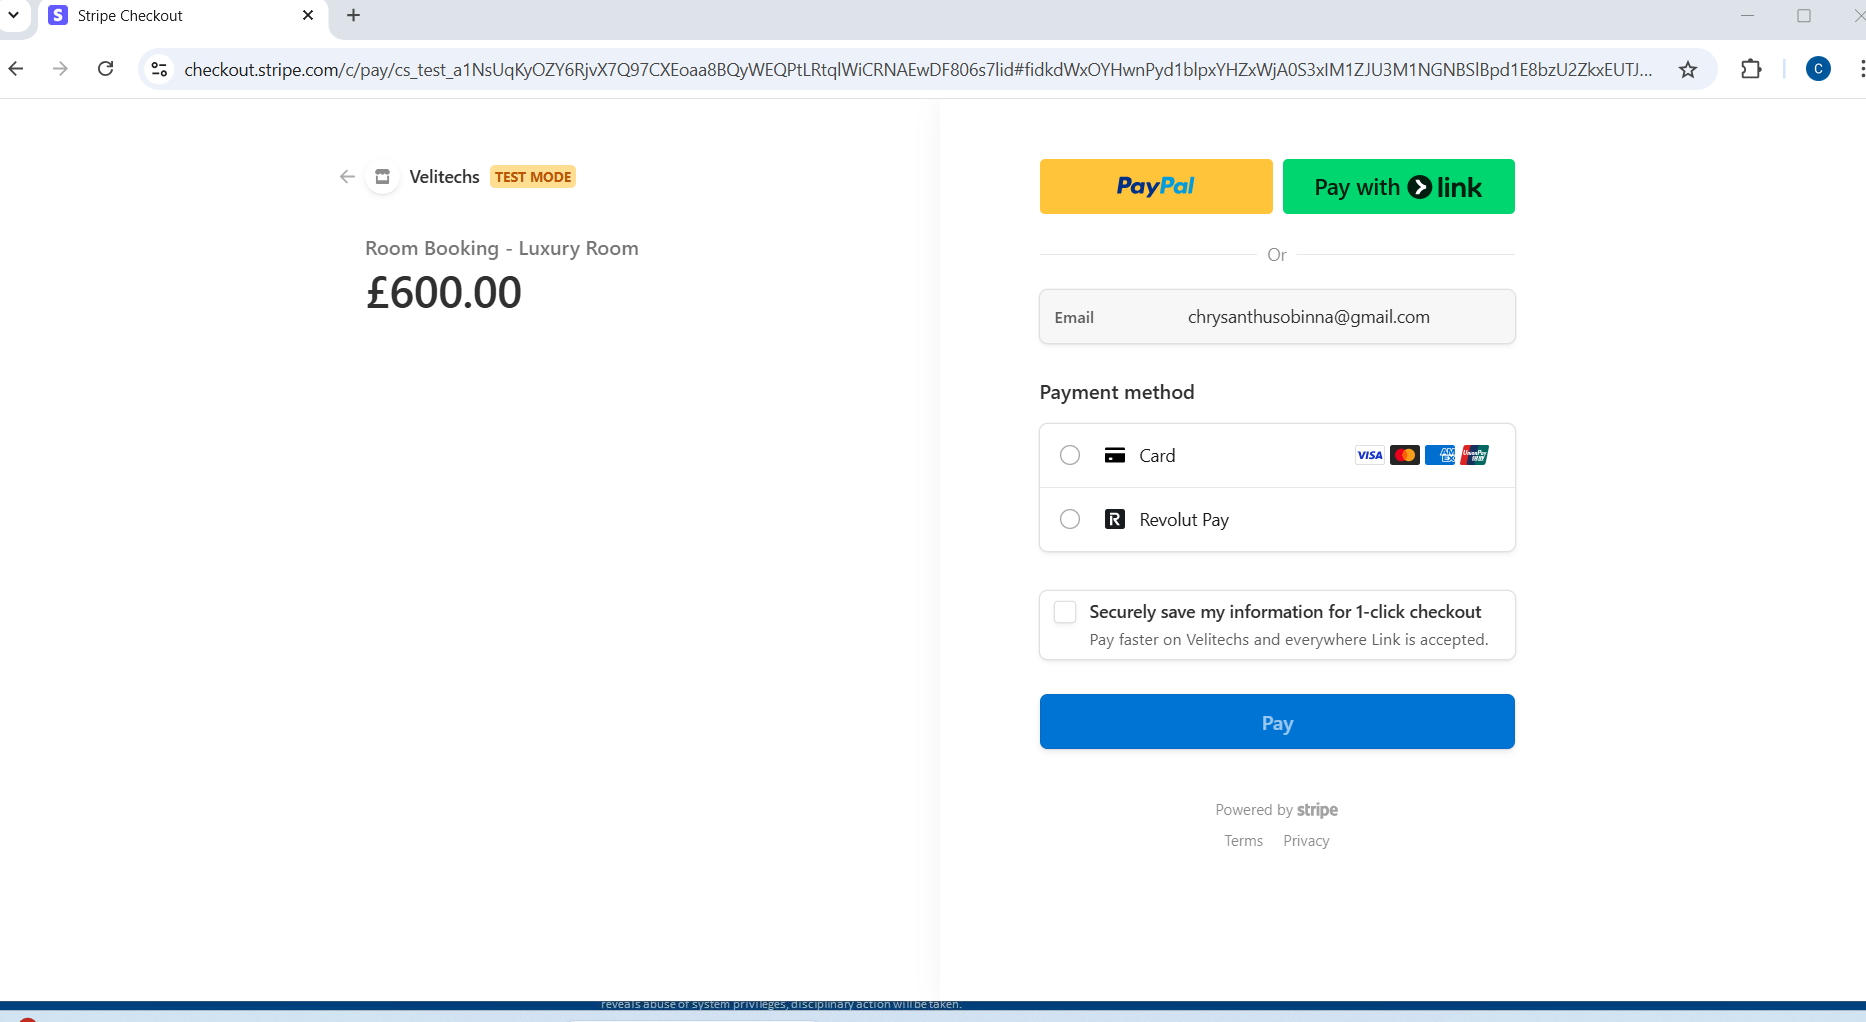 Stripe Checkout
checkout.stripe.com/c/pay/cs_test_a1NsUqKyOZY6RjvX7Q97CXEoaa8BQyWEQPtLRtqlWiCRNAEwDF806s7lid#fidkdWxOYHwnPyd1blpxYHZxWjA0S3xIM1ZJU3M1NGNBSlBpd1E8bzU2ZkxEUTJ...
C
Velitechs TEST MODE
Room Booking - Luxury Room
£600.00
PayPal
Pay with link
Or
Email chrysanthusobinna@gmail.com
Payment method
Card VISA AMEX UnionPay
Revolut Pay
Securely save my information for 1-click checkout
Pay faster on Velitechs and everywhere Link is accepted.
Pay
Powered by stripe
Terms Privacy
reveals abuse of system privileges, disciplinary action will be taken.